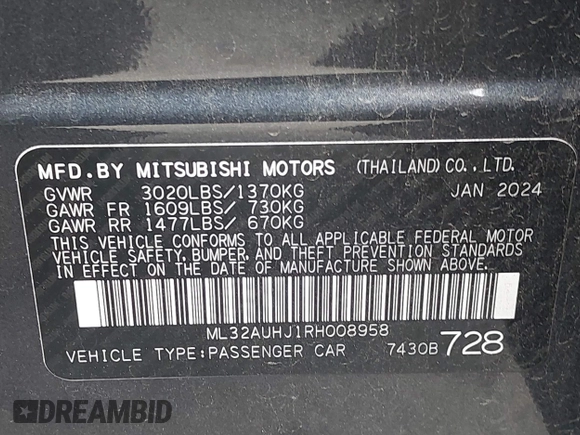 MFD.BY MITSUBISHI MOTORS (THAILAND) CO., LTD.
GVWR 3020LBS/1370KG JAN 2024
GAWR FR 1609LBS/ 730KG
GAWR RR 1477LBS/ 670KG
THIS VEHICLE CONFORMS TO ALL APPLICABLE FEDERAL MOTOR
VEHICLE SAFETY, BUMPER, AND THEFT PREVENTION STANDARDS
IN EFFECT ON THE DATE OF MANUFACTURE SHOWN ABOVE.
ML32AUHJ1RH008958
VEHICLE TYPE:PASSENGER CAR 7430B 728
DREAMBID